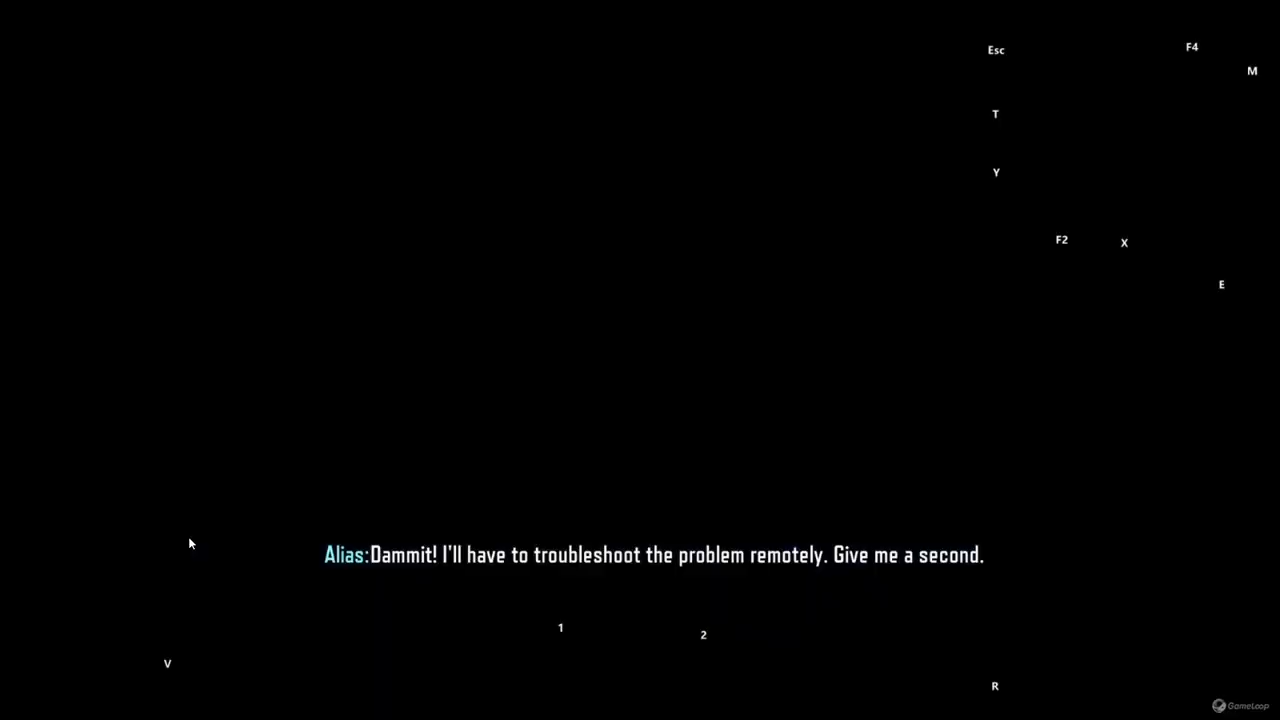 Esc
F4
M
T
Y
F2
X
E
Alias:Dammit! I'll have to troubleshoot the problem remotely. Give me a second.
1
2
V
R
GameLoop